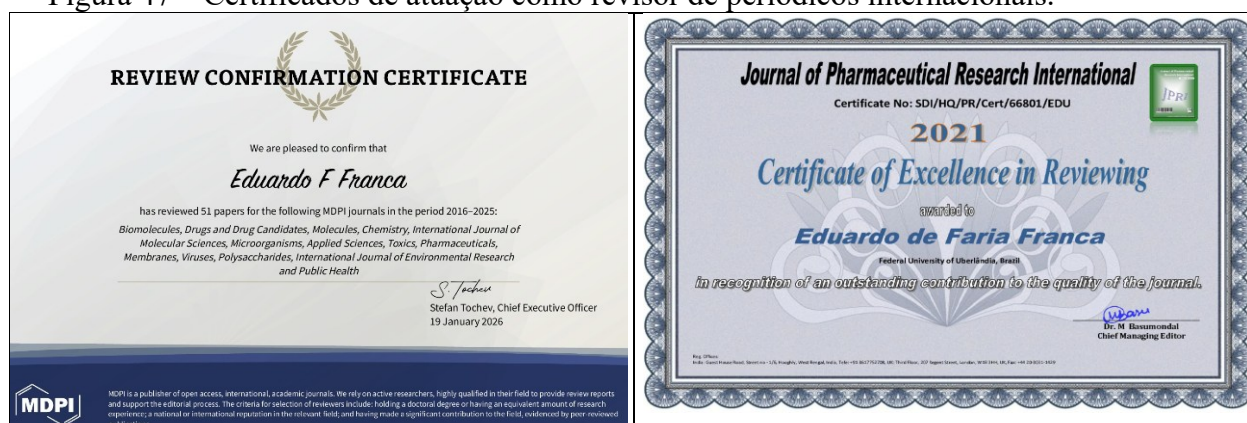 Figura 47 – Certificados de atuação como revisor de periódicos internacionais.
REVIEW CONFIRMATION CERTIFICATE
We are pleased to confirm that
Eduardo F Franca
has reviewed 51 papers for the following MDPI journals in the period 2016–2025:
Biomolecules, Drugs and Drug Candidates, Molecules, Chemistry, International Journal of
Molecular Sciences, Microorganisms, Applied Sciences, Toxics, Pharmaceuticals,
Membranes, Viruses, Polysaccharides, International Journal of Environmental Research
and Public Health
S. Tochev
Stefan Tochev, Chief Executive Officer
19 January 2026
MDPI
MDPI is a publisher of open access, international, academic journals. We rely on active researchers, highly qualified in their field to provide review reports
and support the editorial process. The criteria for selection of reviewers include: holding a doctoral degree or having an equivalent amount of research
experience; a national or international reputation in the relevant field; and having made a significant contribution to the field, evidenced by peer-reviewed
Journal of Pharmaceutical Research International
JPRI
Certificate No: SDI/HQ/PR/Cert/66801/EDU
2021
Certificate of Excellence in Reviewing
awarded to
Eduardo de Faria Franca
Federal University of Uberlândia, Brazil
in recognition of an outstanding contribution to the quality of the journal.
Dr. M Basumondal
Chief Managing Editor
Reg. Offices